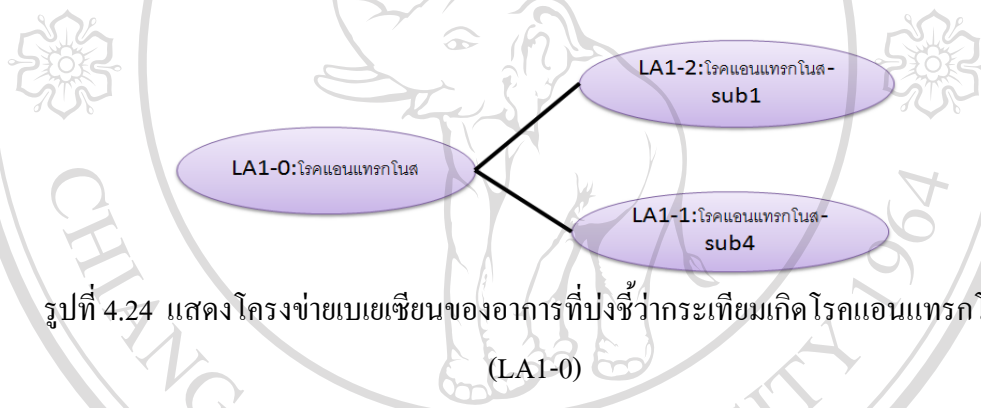 LA1-2:โรคแอนแทรกโนส-
sub1
LA1-0:โรคแอนแทรกโนส
LA1-1:โรคแอนแทรกโนส-
sub4
รูปที่ 4.24 แสดงโครงข่ายเบเยเซียนของอาการที่บ่งชี้ว่ากระเทียมเกิดโรคแอนแทรกโ
(LA1-0)
CHIANG
ITY 1964